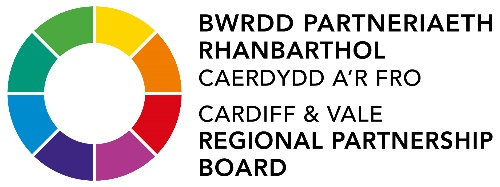 BWRDD PARTNERIAETH
RHANBARTHOL
CAERDYDD A'R FRO
CARDIFF & VALE
REGIONAL PARTNERSHIP
BOARD